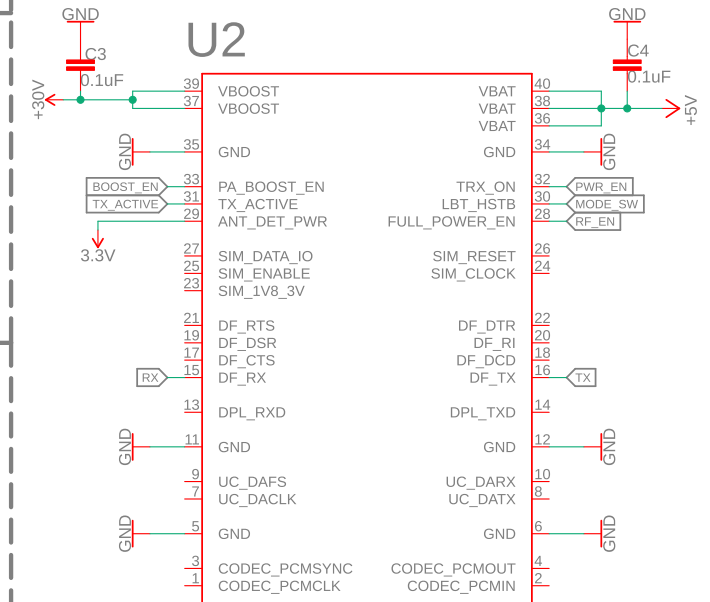 GND
U2
GND
C3
0.1uF
C4
0.1uF
+30V
39 VBOOST VBAT 40
37 VBOOST VBAT 38
VBAT 36
+5V
GND 35 GND GND 34 GND
BOOST_EN 33 PA_BOOST_EN TRX_ON 32 PWR_EN
TX_ACTIVE 31 TX_ACTIVE LBT_HSTB 30 MODE_SW
29 ANT_DET_PWR FULL_POWER_EN 28 RF_EN
3.3V
27 SIM_DATA_IO SIM_RESET 26
25 SIM_ENABLE SIM_CLOCK 24
23 SIM_1V8_3V
21 DF_RTS DF_DTR 22
19 DF_DSR DF_RI 20
17 DF_CTS DF_DCD 18
RX 15 DF_RX DF_TX 16 TX
13 DPL_RXD DPL_TXD 14
GND 11 GND GND 12 GND
9 UC_DAFS UC_DARX 10
7 UC_DACLK UC_DATX 8
GND 5 GND GND 6 GND
3 CODEC_PCMSYNC CODEC_PCMOUT 4
1 CODEC_PCMCLK CODEC_PCMIN 2